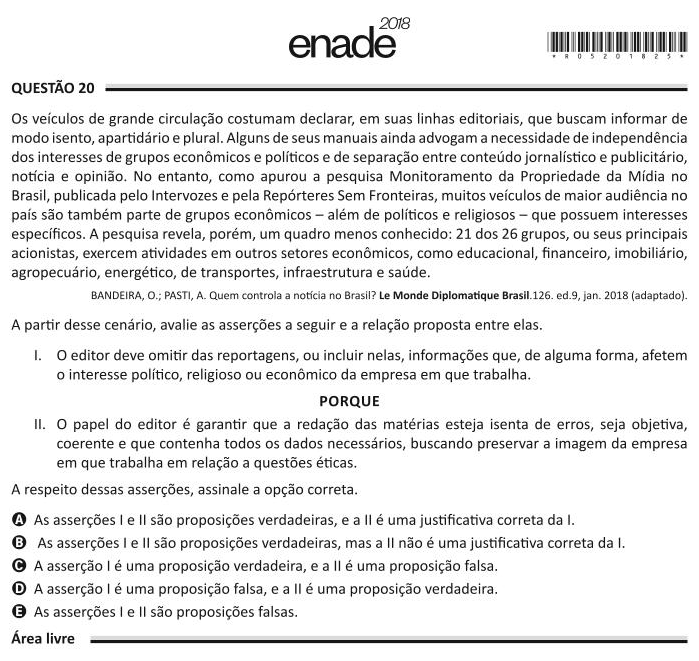 enade 2018
*R05201825*
QUESTÃO 20
Os veículos de grande circulação costumam declarar, em suas linhas editoriais, que buscam informar de
modo isento, apartidário e plural. Alguns de seus manuais ainda advogam a necessidade de independência
dos interesses de grupos econômicos e políticos e de separação entre conteúdo jornalístico e publicitário,
notícia e opinião. No entanto, como apurou a pesquisa Monitoramento da Propriedade da Mídia no
Brasil, publicada pelo Intervozes e pela Repórteres Sem Fronteiras, muitos veículos de maior audiência no
país são também parte de grupos econômicos – além de políticos e religiosos – que possuem interesses
específicos. A pesquisa revela, porém, um quadro menos conhecido: 21 dos 26 grupos, ou seus principais
acionistas, exercem atividades em outros setores econômicos, como educacional, financeiro, imobiliário,
agropecuário, energético, de transportes, infraestrutura e saúde.
BANDEIRA, O.; PASTI, A. Quem controla a notícia no Brasil? Le Monde Diplomatique Brasil.126. ed.9, jan. 2018 (adaptado).
A partir desse cenário, avalie as asserções a seguir e a relação proposta entre elas.
I. O editor deve omitir das reportagens, ou incluir nelas, informações que, de alguma forma, afetem
o interesse político, religioso ou econômico da empresa em que trabalha.
PORQUE
II. O papel do editor é garantir que a redação das matérias esteja isenta de erros, seja objetiva,
coerente e que contenha todos os dados necessários, buscando preservar a imagem da empresa
em que trabalha em relação a questões éticas.
A respeito dessas asserções, assinale a opção correta.
A As asserções I e II são proposições verdadeiras, e a II é uma justificativa correta da I.
B As asserções I e II são proposições verdadeiras, mas a II não é uma justificativa correta da I.
C A asserção I é uma proposição verdadeira, e a II é uma proposição falsa.
D A asserção I é uma proposição falsa, e a II é uma proposição verdadeira.
E As asserções I e II são proposições falsas.
Área livre